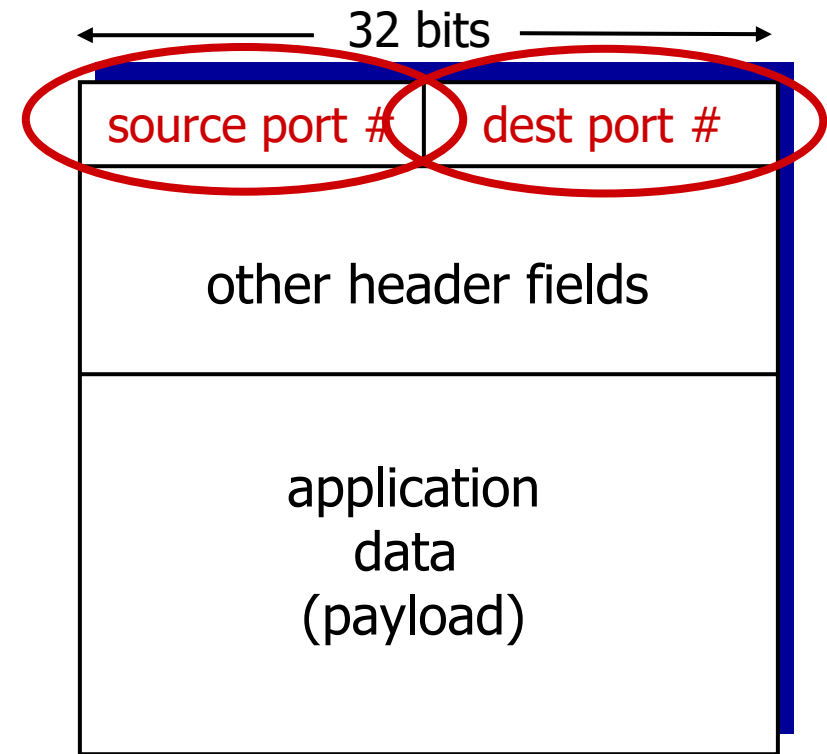 32 bits
source port # dest port #
other header fields
application
data
(payload)